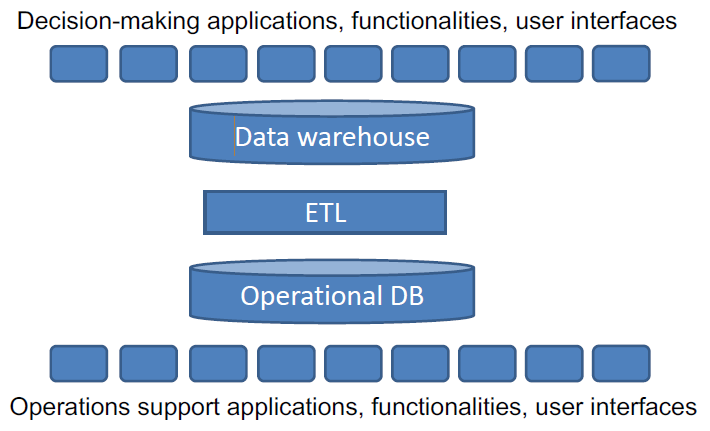 Decision-making applications, functionalities, user interfaces
Data warehouse
ETL
Operational DB
Operations support applications, functionalities, user interfaces